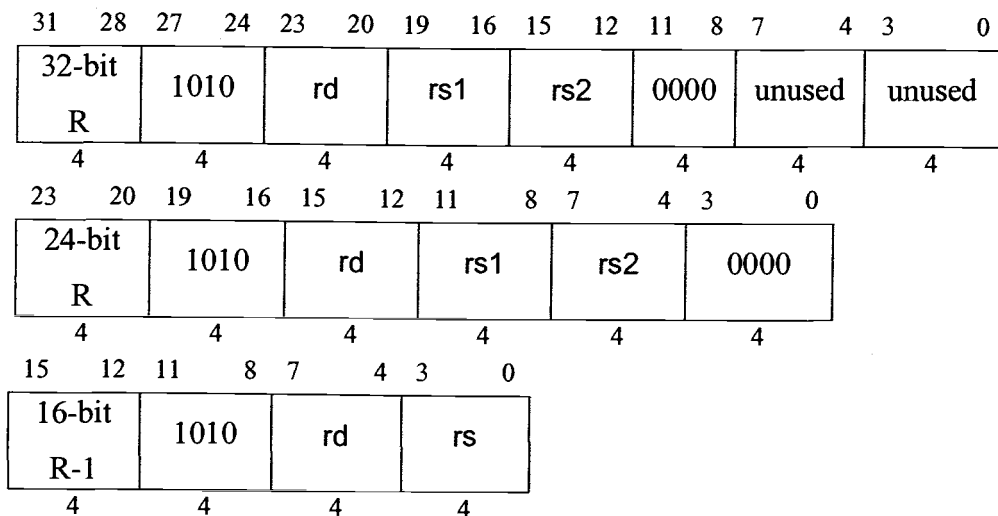 31 28 27 24 23 20 19 16 15 12 11 8 7 4 3 0
32-bit R 1010 rd rs1 rs2 0000 unused unused
4 4 4 4 4 4 4 4
23 20 19 16 15 12 11 8 7 4 3 0
24-bit R 1010 rd rs1 rs2 0000
4 4 4 4 4 4
15 12 11 8 7 4 3 0
16-bit R-1 1010 rd rs
4 4 4 4